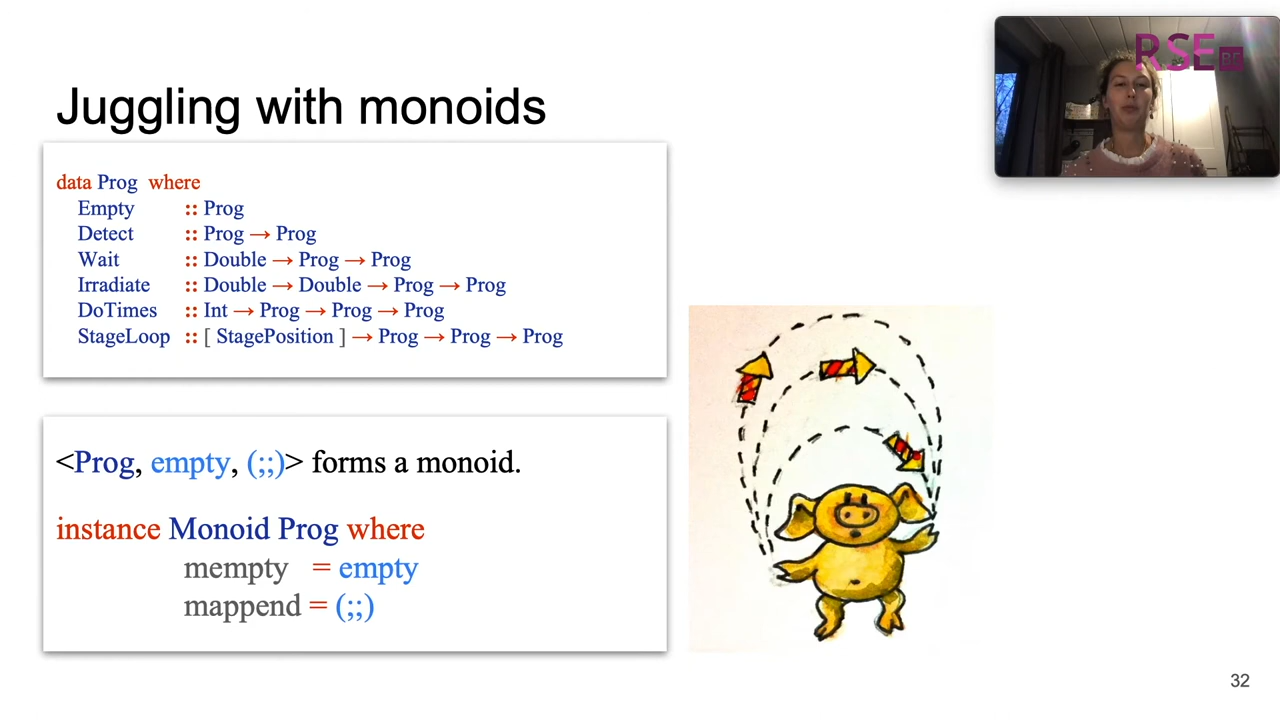 Juggling with monoids
data Prog where
Empty :: Prog
Detect :: Prog → Prog
Wait :: Double → Prog → Prog
Irradiate :: Double → Double → Prog → Prog
DoTimes :: Int → Prog → Prog → Prog
StageLoop :: [ StagePosition ] → Prog → Prog → Prog
<Prog, empty, (;;)> forms a monoid.
instance Monoid Prog where
mempty = empty
mappend = (;;)
RSE BE
32